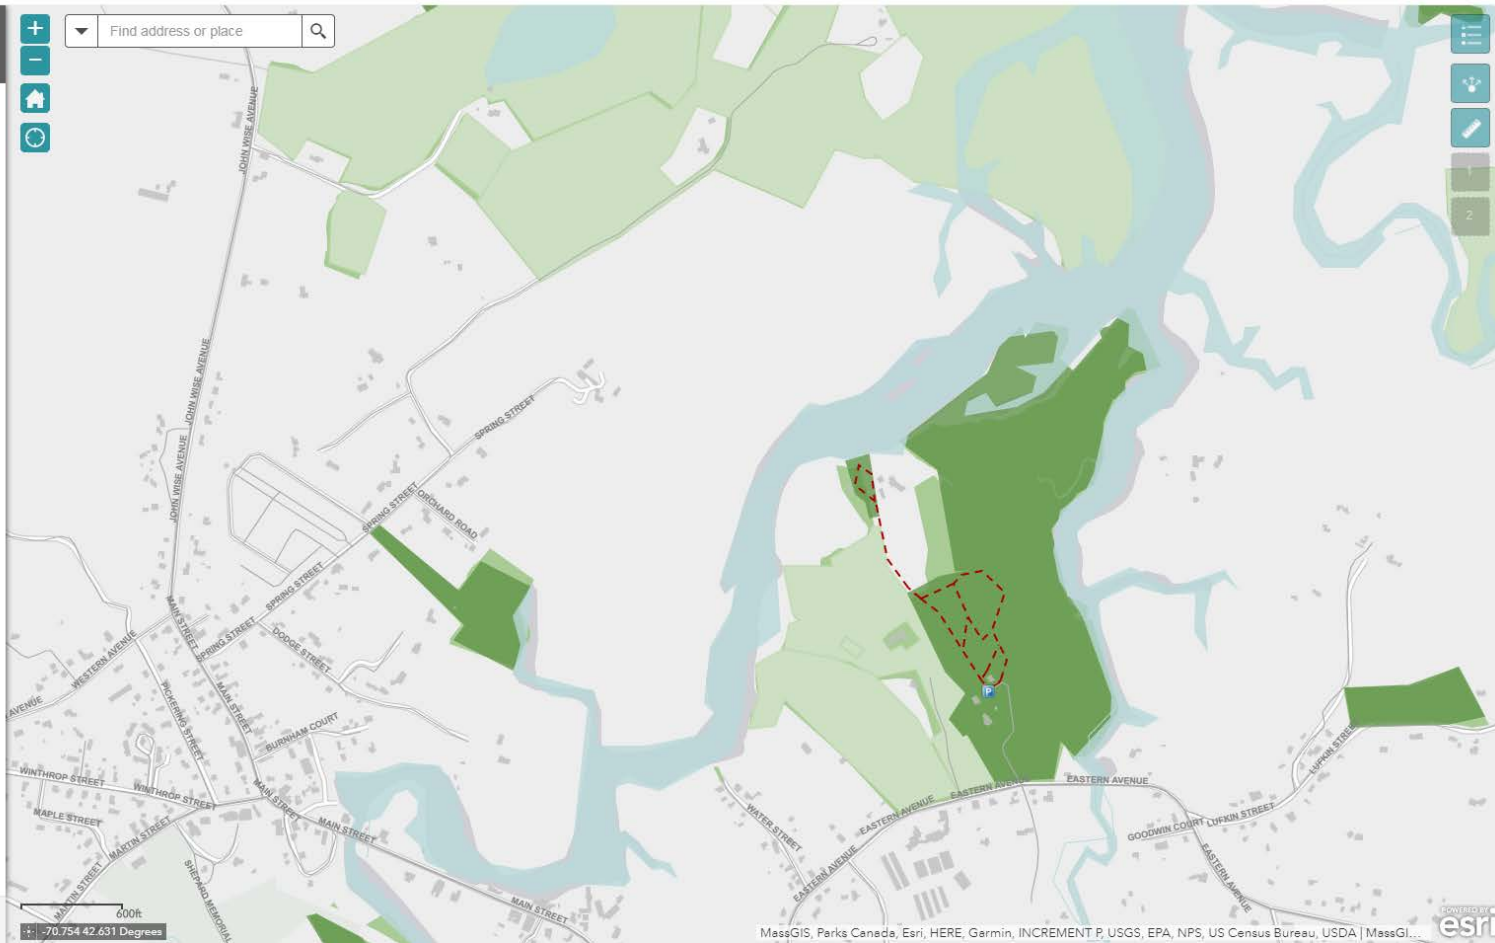 +
Find address or place
−
JOHN WISE AVENUE
2
JOHN WISE AVENUE
JOHN WISE AVENUE
SPRING STREET
SPRING STREET
ORCHARD ROAD
SPRING STREET
MAIN STREET
SPRING STREET
DODGE STREET
WESTERN AVENUE
AVENUE
PICKERING STREET
MAIN STREET
BURNHAM COURT
P
WINTHROP STREET
WINTHROP STREET
MAIN STREET
MAPLE STREET
MARTIN STREET
MAIN STREET
WATER STREET
EASTERN AVENUE
EASTERN AVENUE
EASTERN AVENUE
LUFKIN STREE
GOODWIN COURT
LUFKIN STREET
EASTERN AVENUE
EASTERN AVENUE
MARTIN STREET
SHEPARD MEMORIAL
MAIN STREET
600ft
-70.754 42.631 Degrees
MassGIS, Parks Canada, Esri, HERE, Garmin, INCREMENT P, USGS, EPA, NPS, US Census Bureau, USDA | MassGI...
POWERED BY
esri